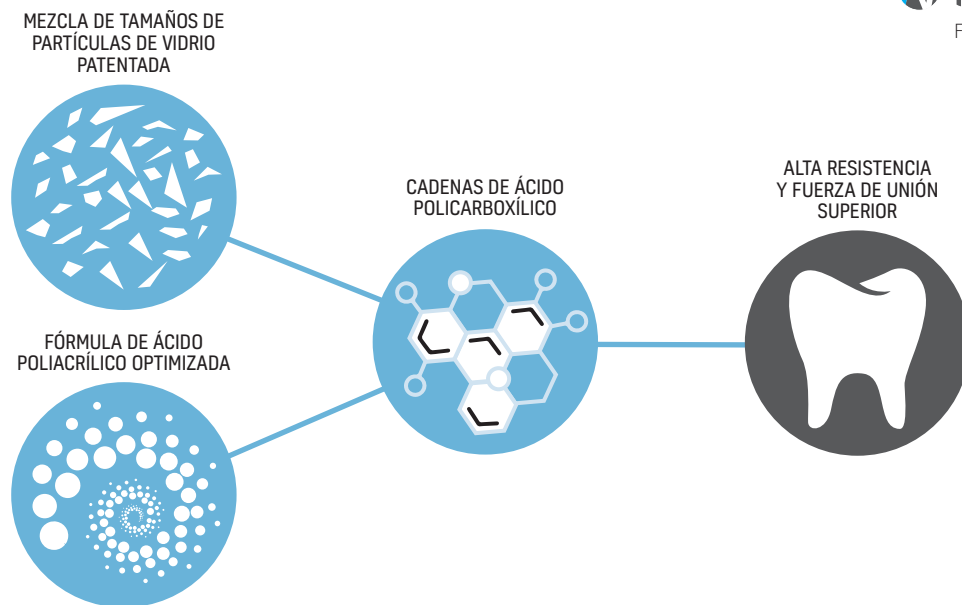 MEZCLA DE TAMAÑOS DE
PARTÍCULAS DE VIDRIO
PATENTADA
FÓRMULA DE ÁCIDO
POLIACRÍLICO OPTIMIZADA
CADENAS DE ÁCIDO
POLICARBOXÍLICO
ALTA RESISTENCIA
Y FUERZA DE UNIÓN
SUPERIOR